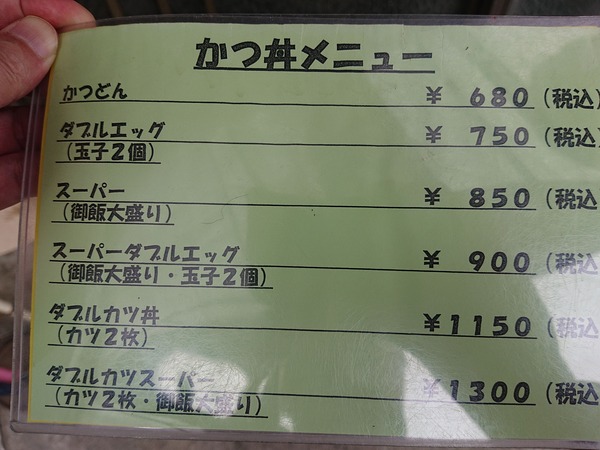 かつ丼メニュー
かつどん ¥ 680 (税込)
ダブルエッグ ¥ 750 (税込)
(玉子2個)
スーパー ¥ 850 (税込
(御飯大盛り)
スーパーダブルエッグ ¥ 900 (税込
(御飯大盛り・玉子2個)
ダブルカツ丼 ¥1150 (税込
(カツ2枚)
ダブルカツスーパー ¥1300 (税込
(カツ2枚・御飯大盛り)